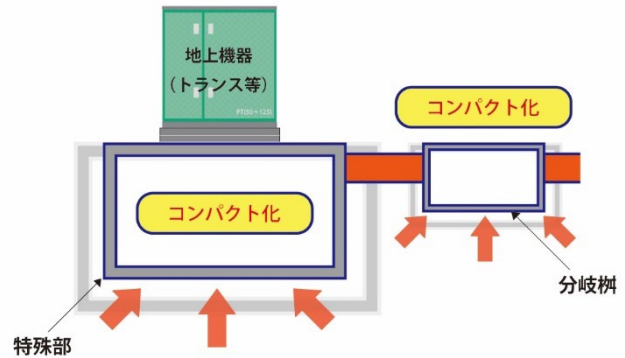 地上機器
(トランス等)
コンパクト化
コンパクト化
分岐桝
特殊部